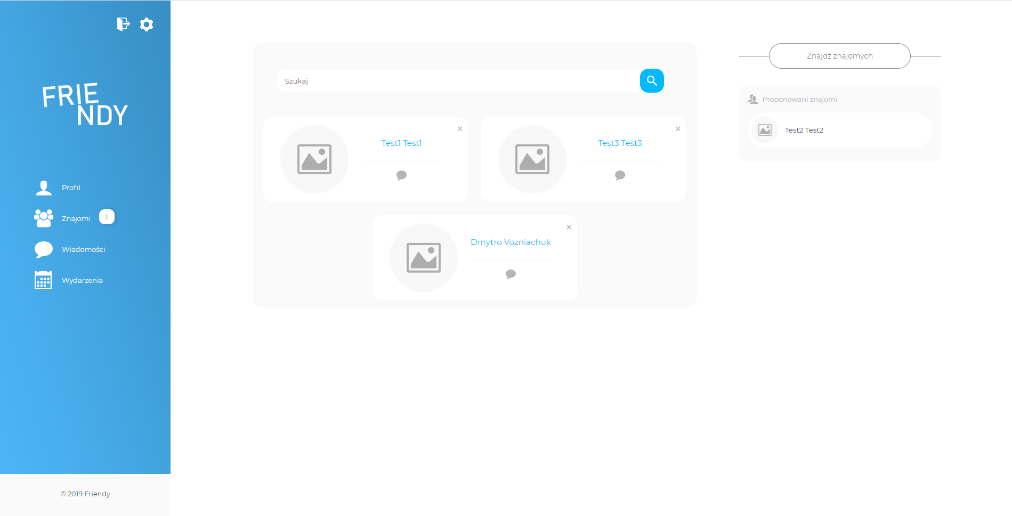 FRIE
NDY
Profil
Znajomi 1
Wiadomości
Wydarzenia
© 2019 Friendy
Szukaj
Test1 Test1
Test3 Test3
Dmytro Vozniachuk
Znajdź znajomych
Proponowani znajomi
Test2 Test2